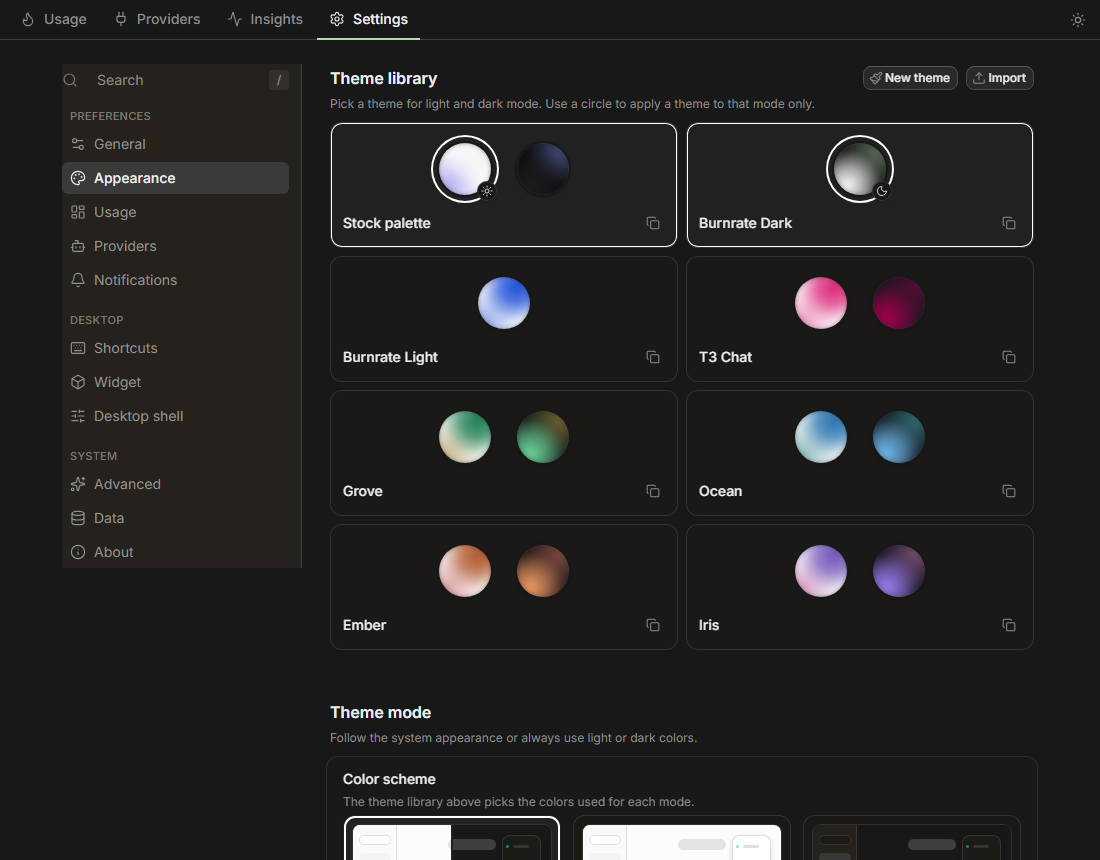 Usage Providers Insights Settings
Search /
PREFERENCES
General
Appearance
Usage
Providers
Notifications
DESKTOP
Shortcuts
Widget
Desktop shell
SYSTEM
Advanced
Data
About
Theme library New theme Import
Pick a theme for light and dark mode. Use a circle to apply a theme to that mode only.
Stock palette
Burnrate Dark
Burnrate Light
T3 Chat
Grove
Ocean
Ember
Iris
Theme mode
Follow the system appearance or always use light or dark colors.
Color scheme
The theme library above picks the colors used for each mode.